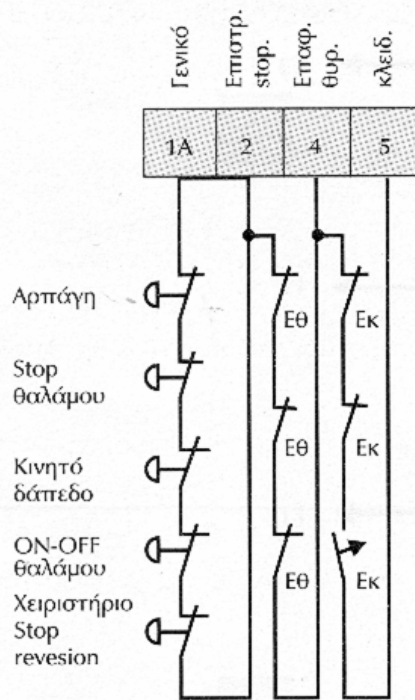 Γενικό
Επιστρ.
stop.
Επαφ.
θυρ.
κλειδ.
1Α
2
4
5
Αρπάγη
Εθ
Εκ
Stop
θαλάμου
Κινητό
δάπεδο
Εθ
Εκ
ON-OFF
θαλάμου
Εθ
Εκ
Χειριστήριο
Stop
revesion